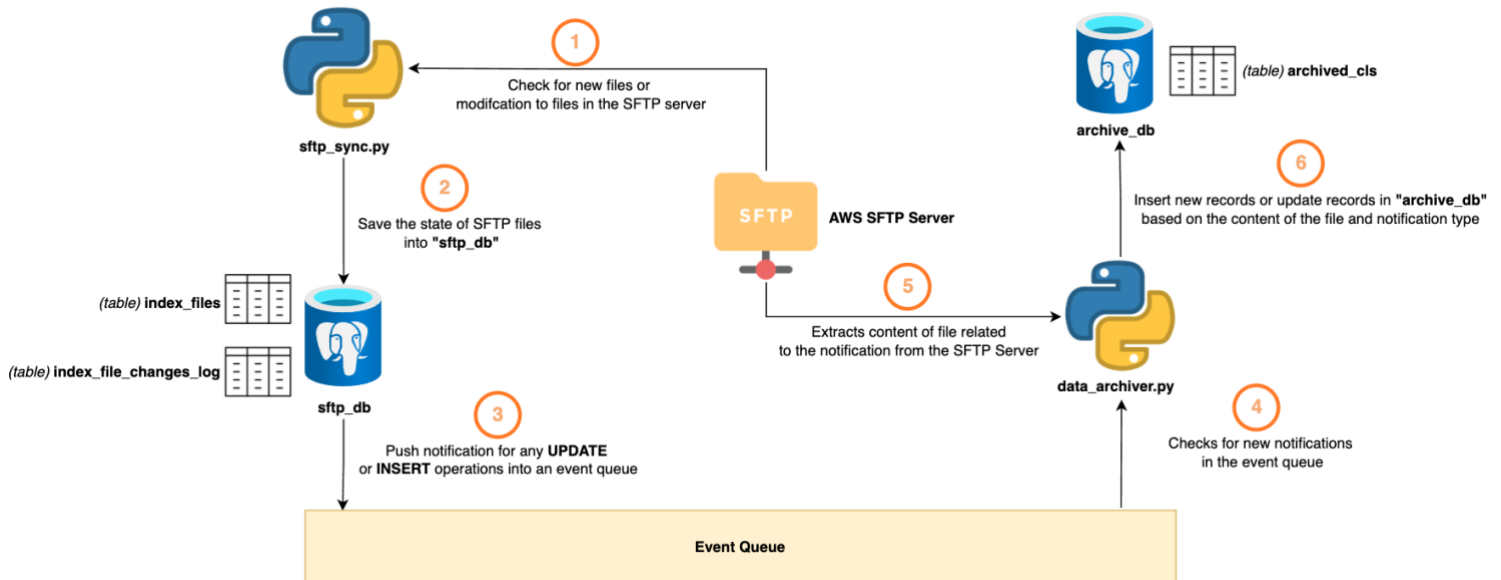 1
Check for new files or
modifcation to files in the SFTP server
sftp_sync.py
2
Save the state of SFTP files
into "sftp_db"
(table) index_files
(table) index_file_changes_log
sftp_db
3
Push notification for any UPDATE
or INSERT operations into an event queue
Event Queue
SFTP
AWS SFTP Server
(table) archived_cls
archive_db
6
Insert new records or update records in "archive_db"
based on the content of the file and notification type
5
Extracts content of file related
to the notification from the SFTP Server
data_archiver.py
4
Checks for new notifications
in the event queue